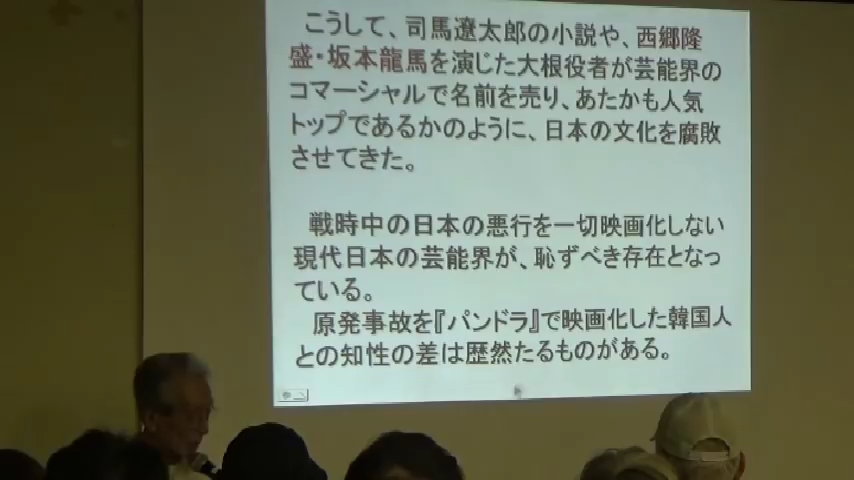 こうして、司馬遼太郎の小説や、西郷隆
盛・坂本龍馬を演じた大根役者が芸能界の
コマーシャルで名前を売り、あたかも人気
トップであるかのように、日本の文化を腐敗
させてきた。
戦時中の日本の悪行を一切映画化しない
現代日本の芸能界が、恥ずべき存在となっ
ている。
原発事故を『パンドラ』で映画化した韓国人
との知性の差は歴然たるものがある。